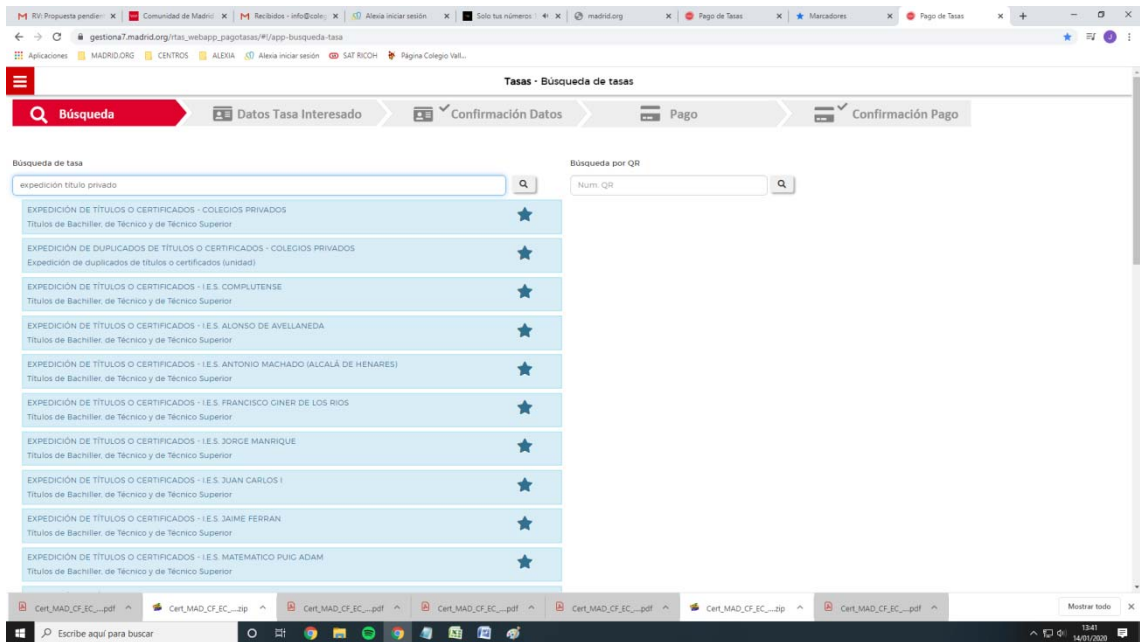 RV: Propuesta pendien
Comunidad de Madrid
Recibidos - info@coleg
Alexia iniciar sesión
Solo tus números
madrid.org
Pago de Tasas
Marcadores
Pago de Tasas
gestiona7.madrid.org/rtas_webapp_pagotasas/#!/app-busqueda-tasa
Aplicaciones MADRID.ORG CENTROS ALEXIA Alexia iniciar sesión SAT RICOH Página Colegio Vall...
Tasas - Búsqueda de tasas
Búsqueda Datos Tasa Interesado Confirmación Datos Pago Confirmación Pago
Búsqueda de tasa
expedición titulo privado
Búsqueda por QR
Num. QR
EXPEDICIÓN DE TÍTULOS O CERTIFICADOS - COLEGIOS PRIVADOS
Títulos de Bachiller, de Técnico y de Técnico Superior
EXPEDICIÓN DE DUPLICADOS DE TÍTULOS O CERTIFICADOS - COLEGIOS PRIVADOS
Expedición de duplicados de títulos o certificados (unidad)
EXPEDICIÓN DE TÍTULOS O CERTIFICADOS - I.E.S. COMPLUTENSE
Títulos de Bachiller, de Técnico y de Técnico Superior
EXPEDICIÓN DE TÍTULOS O CERTIFICADOS - I.E.S. ALONSO DE AVELLANEDA
Títulos de Bachiller, de Técnico y de Técnico Superior
EXPEDICIÓN DE TÍTULOS O CERTIFICADOS - I.E.S. ANTONIO MACHADO (ALCALÁ DE HENARES)
Títulos de Bachiller, de Técnico y de Técnico Superior
EXPEDICIÓN DE TÍTULOS O CERTIFICADOS - I.E.S. FRANCISCO GINER DE LOS RIOS
Títulos de Bachiller, de Técnico y de Técnico Superior
EXPEDICIÓN DE TÍTULOS O CERTIFICADOS - I.E.S. JORGE MANRIQUE
Títulos de Bachiller, de Técnico y de Técnico Superior
EXPEDICIÓN DE TÍTULOS O CERTIFICADOS - I.E.S. JUAN CARLOS I
Títulos de Bachiller, de Técnico y de Técnico Superior
EXPEDICIÓN DE TÍTULOS O CERTIFICADOS - I.E.S. JAIME FERRAN
Títulos de Bachiller, de Técnico y de Técnico Superior
EXPEDICIÓN DE TÍTULOS O CERTIFICADOS - I.E.S. MATEMATICO PUIG ADAM
Títulos de Bachiller, de Técnico y de Técnico Superior
Cert_MAD_CF_EC_....pdf Cert_MAD_CF_EC_....zip Cert_MAD_CF_EC_....pdf Cert_MAD_CF_EC_....pdf Cert_MAD_CF_EC_....pdf Cert_MAD_CF_EC_....zip Cert_MAD_CF_EC_....pdf Mostrar todo
Escribe aquí para buscar
13:41
14/01/2020